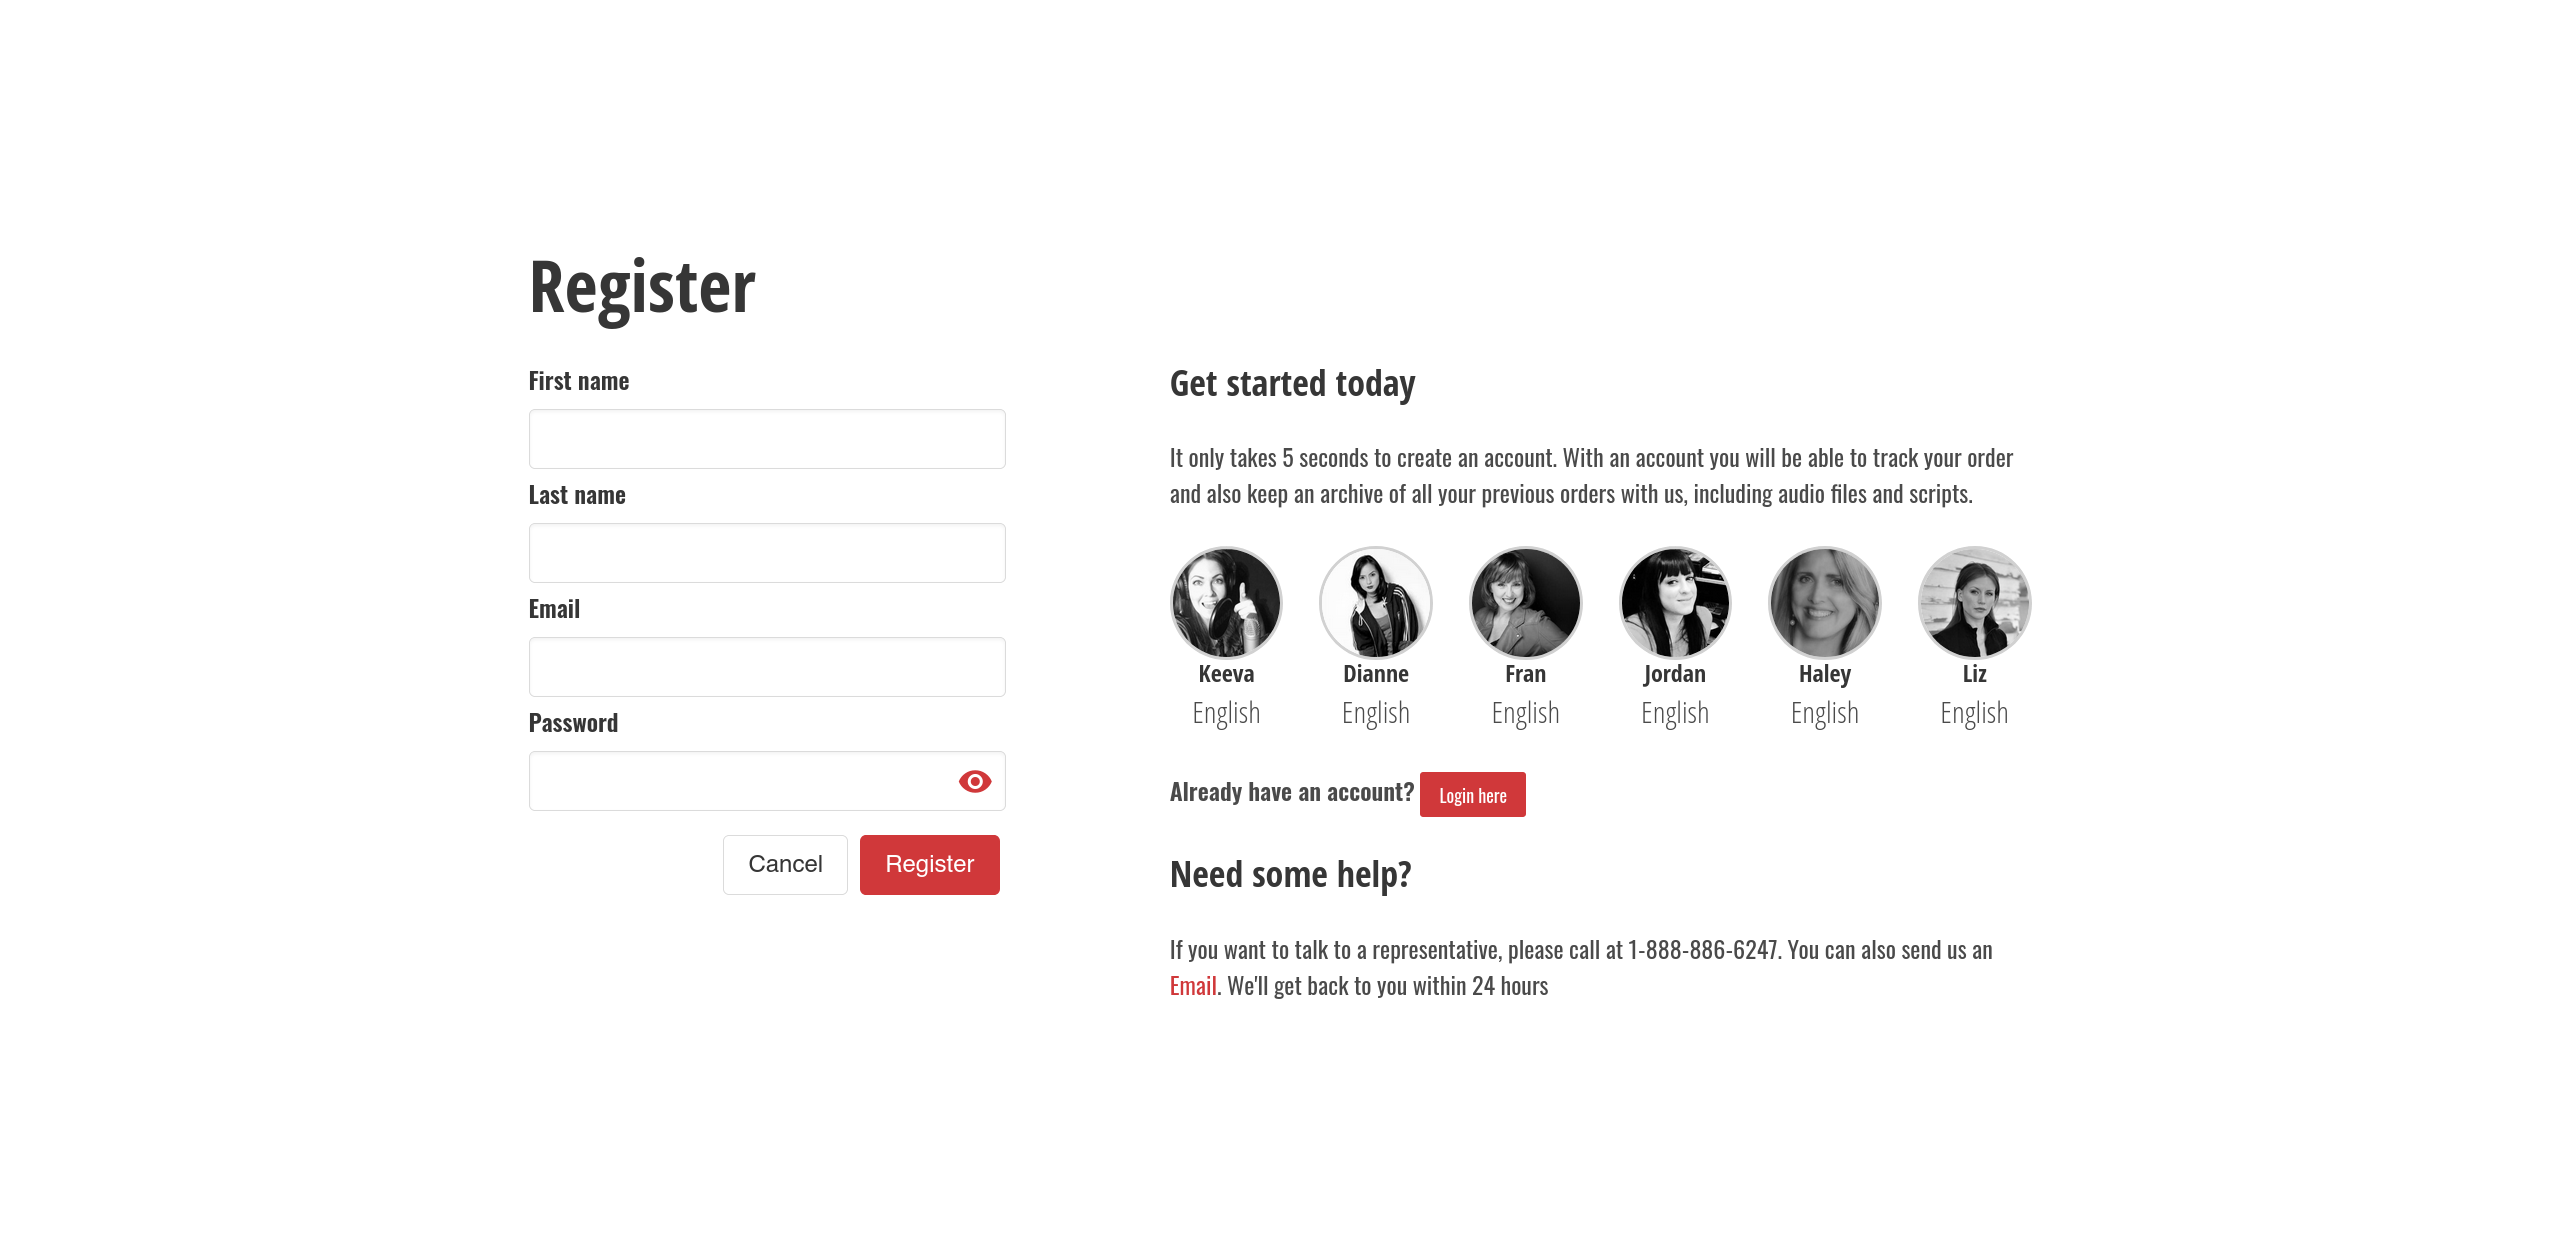 Register
First name
Last name
Email
Password
Cancel
Register
Get started today
It only takes 5 seconds to create an account. With an account you will be able to track your order
and also keep an archive of all your previous orders with us, including audio files and scripts.
Keeva
English
Dianne
English
Fran
English
Jordan
English
Haley
English
Liz
English
Already have an account? Login here
Need some help?
If you want to talk to a representative, please call at 1-888-886-6247. You can also send us an
Email. We'll get back to you within 24 hours